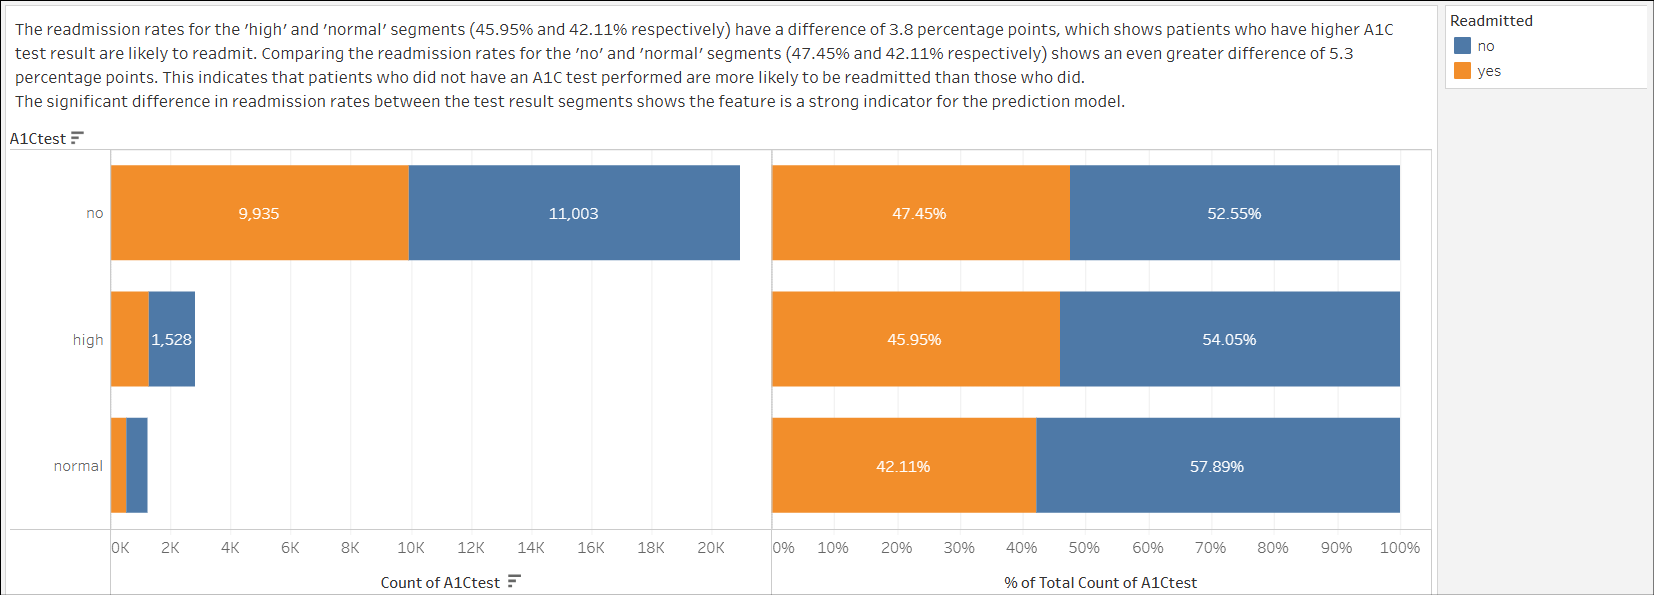 The readmission rates for the 'high' and 'normal' segments (45.95% and 42.11% respectively) have a difference of 3.8 percentage points, which shows patients who have higher A1C
test result are likely to readmit. Comparing the readmission rates for the 'no' and 'normal' segments (47.45% and 42.11% respectively) shows an even greater difference of 5.3
percentage points. This indicates that patients who did not have an A1C test performed are more likely to be readmitted than those who did.
The significant difference in readmission rates between the test result segments shows the feature is a strong indicator for the prediction model.
Readmitted
no
yes
A1Ctest
no 9,935 11,003 47.45% 52.55%
high 1,528 45.95% 54.05%
normal 42.11% 57.89%
0K 2K 4K 6K 8K 10K 12K 14K 16K 18K 20K 0% 10% 20% 30% 40% 50% 60% 70% 80% 90% 100%
Count of A1Ctest % of Total Count of A1Ctest